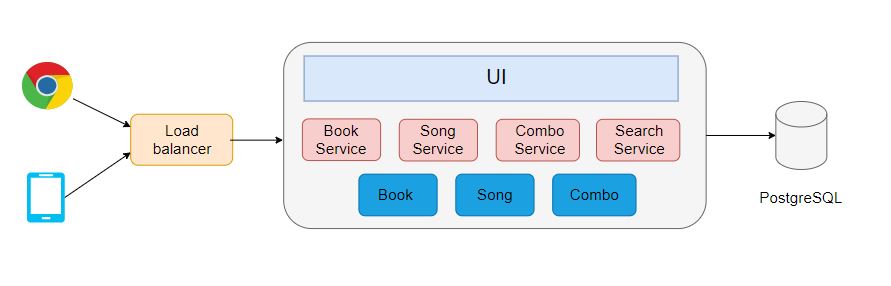 UI
Load
balancer
Book
Service
Song
Service
Combo
Service
Search
Service
Book
Song
Combo
PostgreSQL